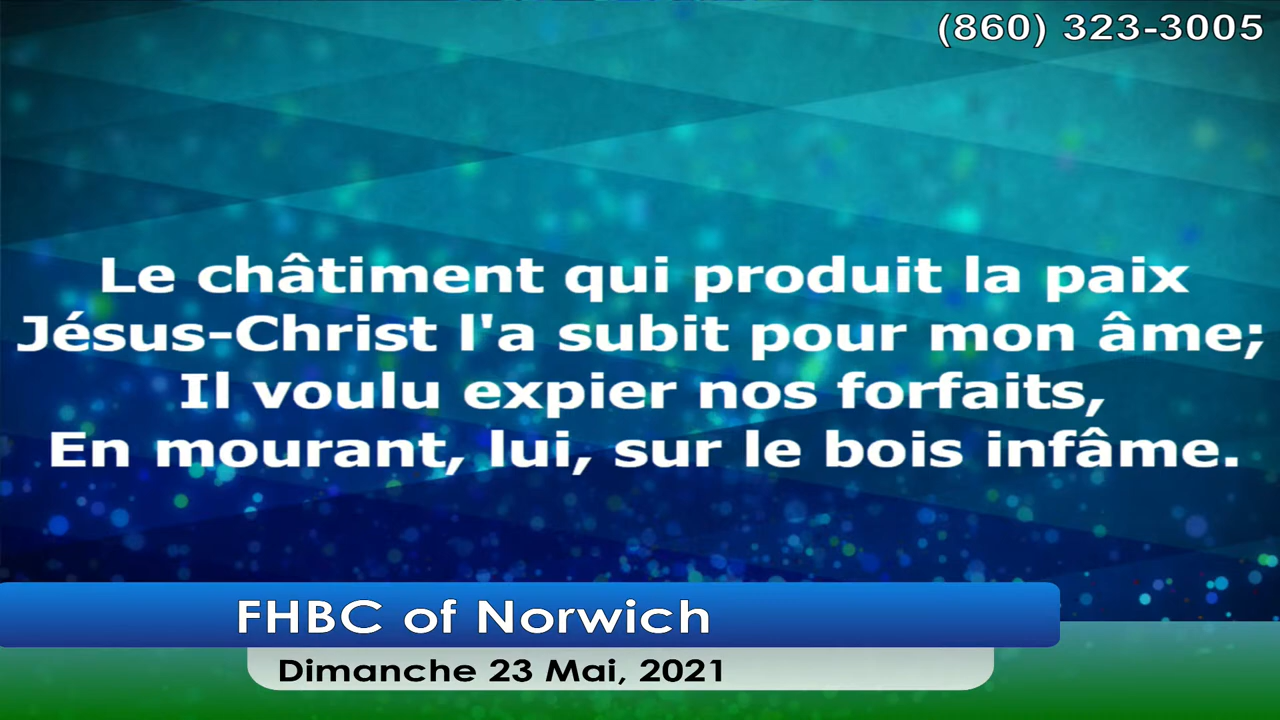 (860) 323-3005
Le châtiment qui produit la paix
Jésus-Christ l'a subit pour mon âme;
Il voulu expier nos forfaits,
En mourant, lui, sur le bois infâme.
FHBC of Norwich
Dimanche 23 Mai, 2021